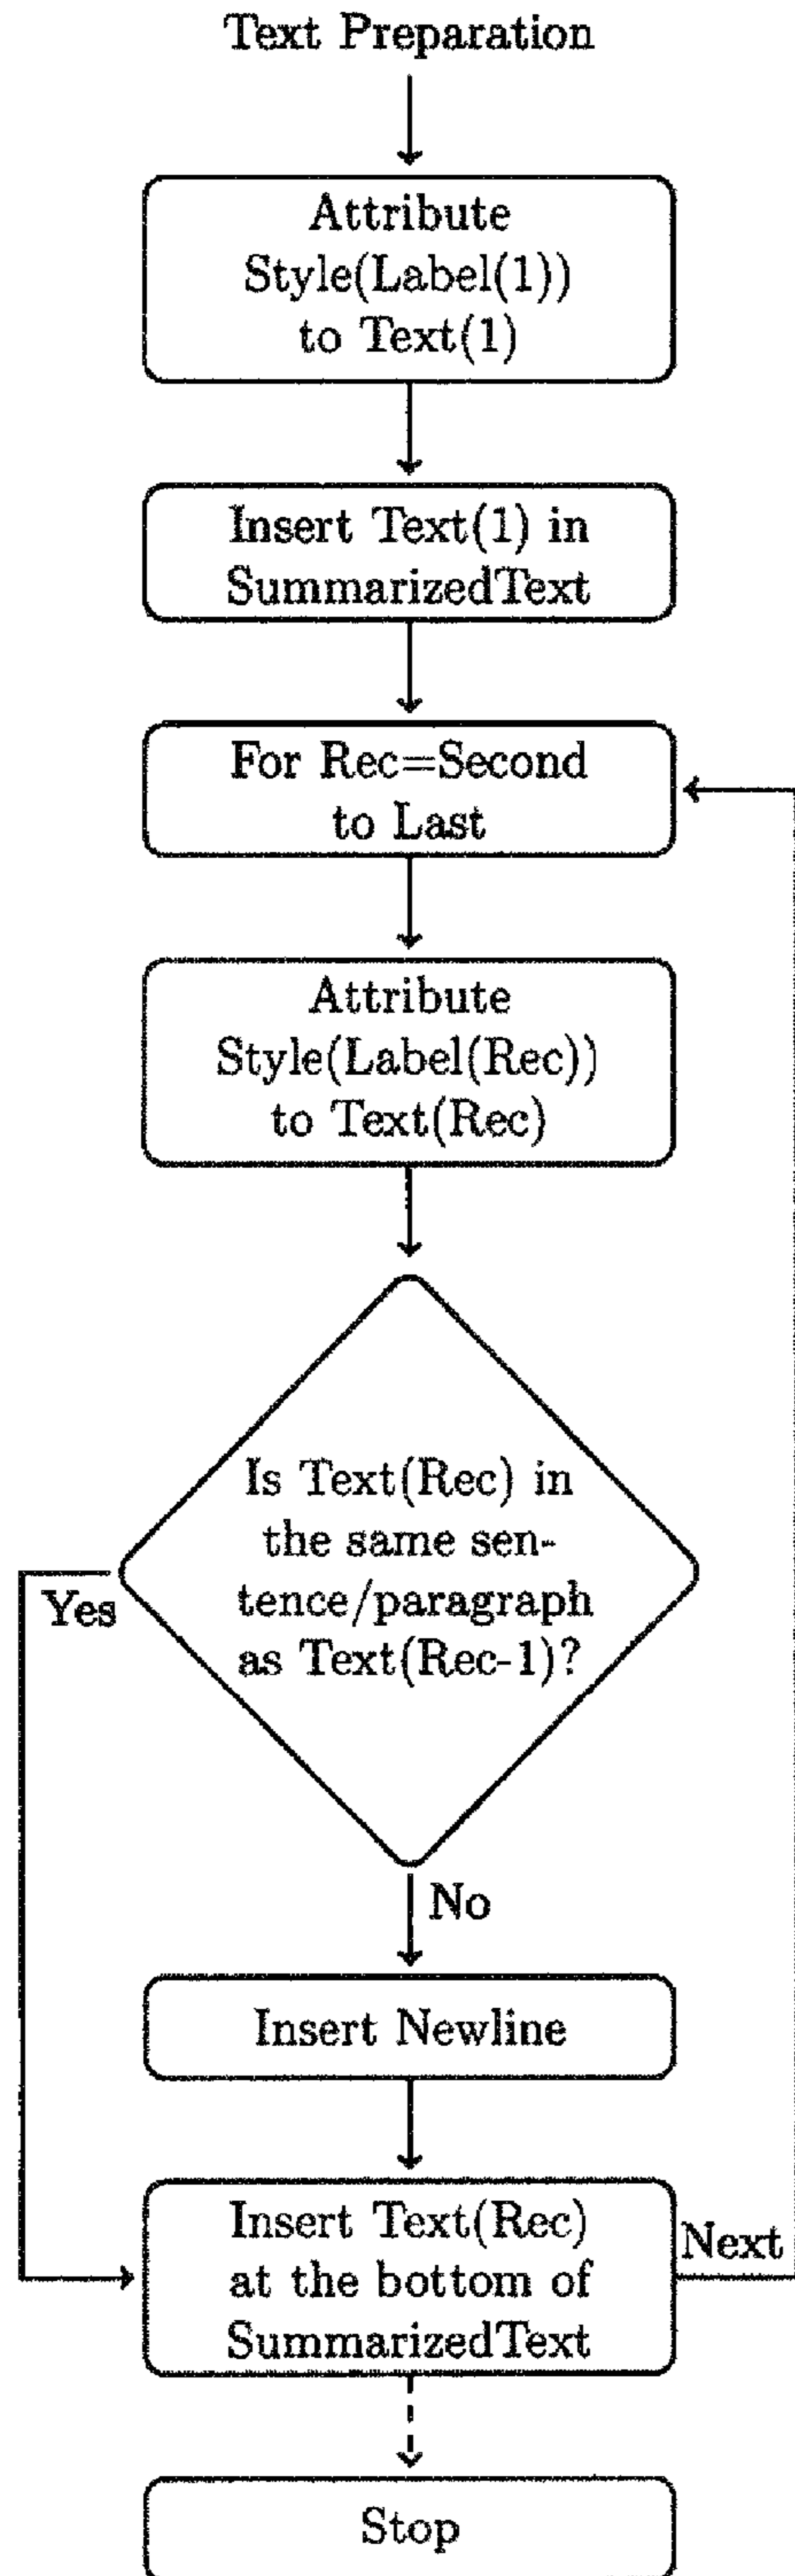 Text Preparation
Attribute
Style(Label(1))
to Text(1)
Insert Text(1) in
SummarizedText
For Rec=Second
to Last
Attribute
Style(Label(Rec))
to Text(Rec)
Is Text(Rec) in
the same sen-
tence/paragraph
as Text(Rec-1)?
Yes
No
Insert Newline
Insert Text(Rec)
at the bottom of
SummarizedText
Next
Stop